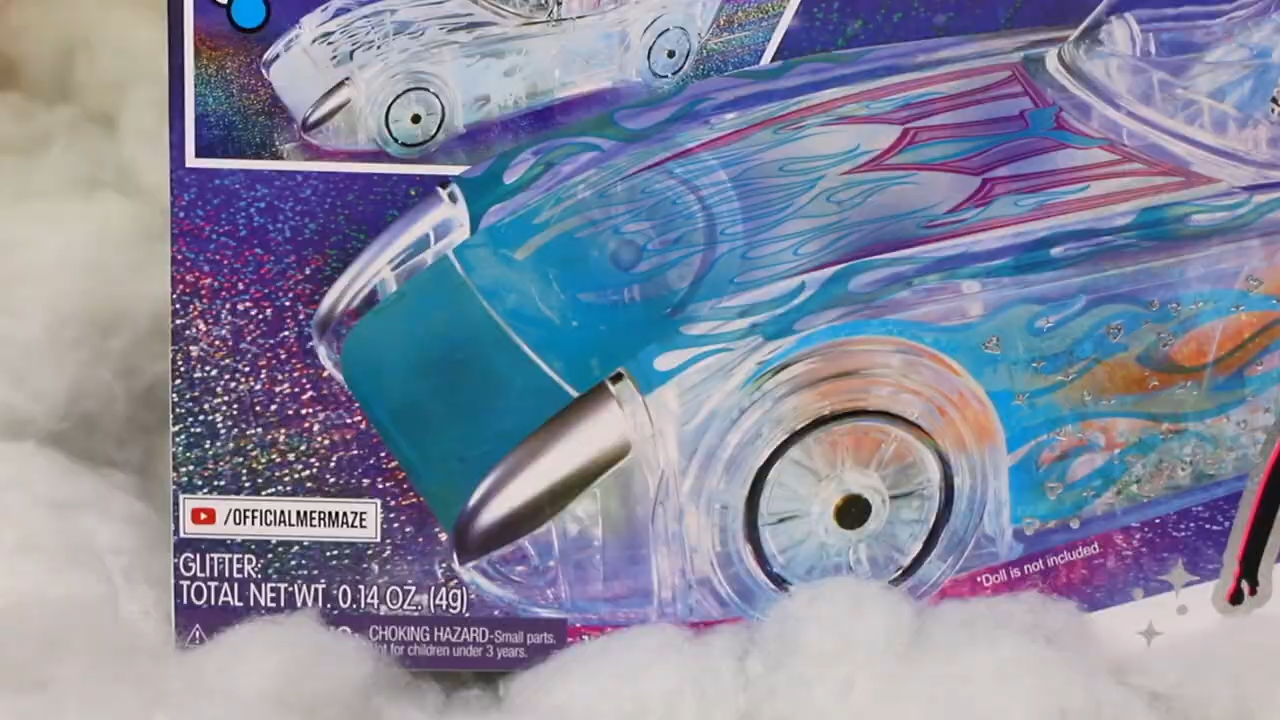 /OFFICIALMERMAZE
GLITTER:
TOTAL NET WT. 0.14 OZ. (4g)
CHOKING HAZARD-Small parts.
for children under 3 years.
*Doll is not included.